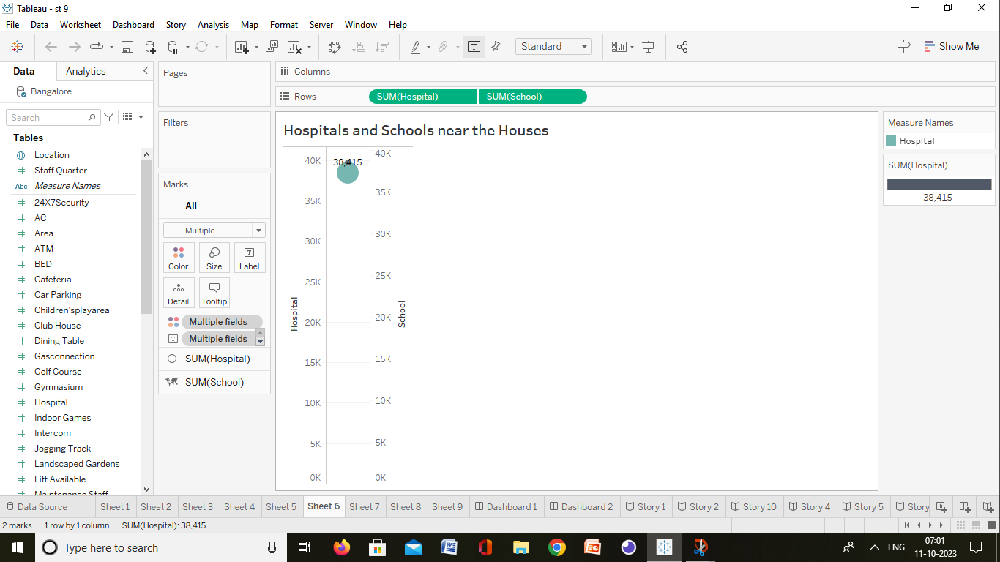 Tableau - st 9
File Data Worksheet Dashboard Story Analysis Map Format Server Window Help
Standard
Show Me
Data Analytics
Bangalore
Search
Tables
Location
Staff Quarter
Abc Measure Names
24X7Security
AC
Area
ATM
BED
Cafeteria
Car Parking
Children'splayarea
Club House
Dining Table
Gasconnection
Golf Course
Gymnasium
Hospital
Indoor Games
Intercom
Jogging Track
Landscaped Gardens
Lift Available
Maintenance Staff
Pages
Filters
Marks
All
Multiple
Color Size Label
Detail Tooltip
Multiple fields
Multiple fields
SUM(Hospital)
SUM(School)
Columns
Rows SUM(Hospital) SUM(School)
Hospitals and Schools near the Houses
Hospital
40K
35K
30K
25K
20K
15K
10K
5K
0K
38,415
40K
35K
30K
25K
20K
15K
10K
5K
0K
School
Measure Names
Hospital
SUM(Hospital)
38,415
Data Source Sheet 1 Sheet 2 Sheet 3 Sheet 4 Sheet 5 Sheet 6 Sheet 7 Sheet 8 Sheet 9 Dashboard 1 Dashboard 2 Story 1 Story 2 Story 10 Story 4 Story 5 Story
2 marks 1 row by 1 column SUM(Hospital): 38,415
Type here to search
ENG
07:01
11-10-2023